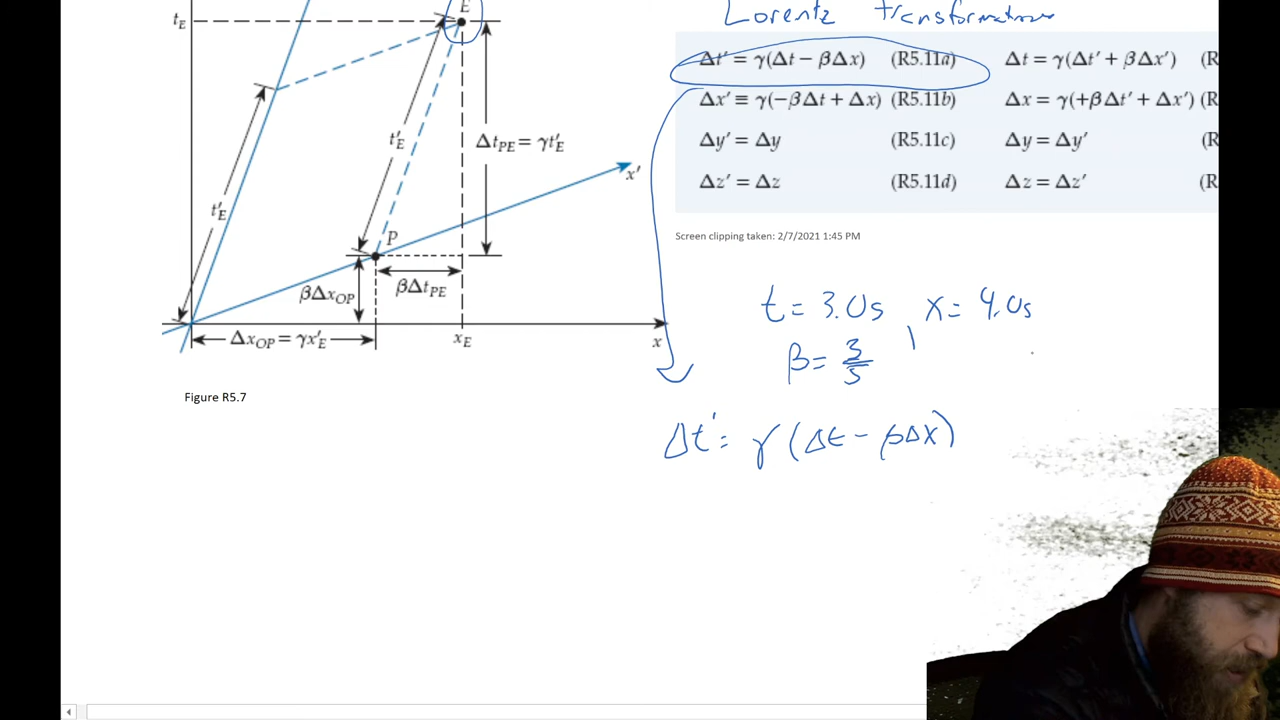 Lorentz transformations
E
t_E
Δt' = γ(Δt − βΔx) (R5.11a) Δt = γ(Δt' + βΔx') (R
Δx' ≡ γ(−βΔt + Δx) (R5.11b) Δx = γ(+βΔt' + Δx') (R
Δy' = Δy (R5.11c) Δy = Δy' (R
Δz' = Δz (R5.11d) Δz = Δz' (R
t'_E
Δt_PE = γt'_E
x'
t'_E
P
βΔx_OP
βΔt_PE
Δx_OP = γx'_E
x_E
x
Screen clipping taken: 2/7/2021 1:45 PM
t = 3.0s x = 4.0s
β = 3/5
Figure R5.7
Δt' = γ(Δt − βΔx)